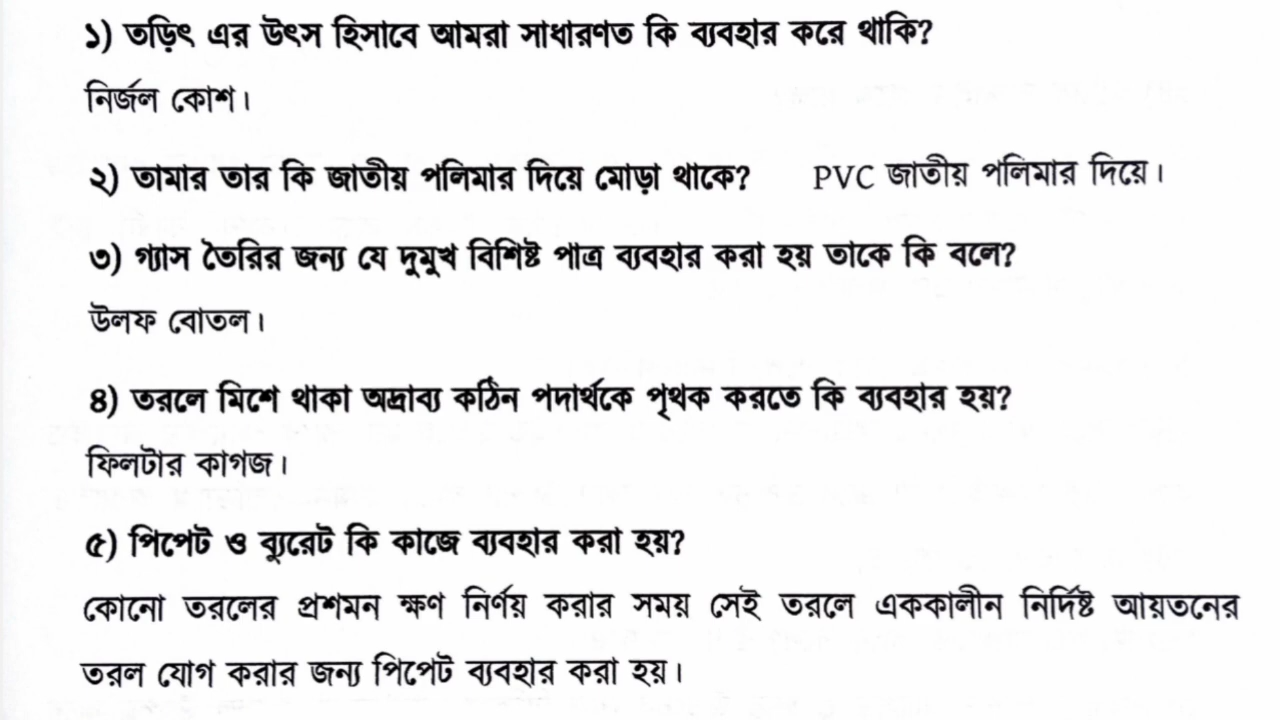 ১) তড়িৎ এর উৎস হিসাবে আমরা সাধারণত কি ব্যবহার করে থাকি?
নির্জল কোশ।
২) তামার তার কি জাতীয় পলিমার দিয়ে মোড়া থাকে? PVC জাতীয় পলিমার দিয়ে।
৩) গ্যাস তৈরির জন্য যে দুমুখ বিশিষ্ট পাত্র ব্যবহার করা হয় তাকে কি বলে?
উলফ বোতল।
৪) তরলে মিশে থাকা অদ্রাব্য কঠিন পদার্থকে পৃথক করতে কি ব্যবহার হয়?
ফিলটার কাগজ।
৫) পিপেট ও ব্যুরেট কি কাজে ব্যবহার করা হয়?
কোনো তরলের প্রশমন ক্ষণ নির্ণয় করার সময় সেই তরলে এককালীন নির্দিষ্ট আয়তনের
তরল যোগ করার জন্য পিপেট ব্যবহার করা হয়।